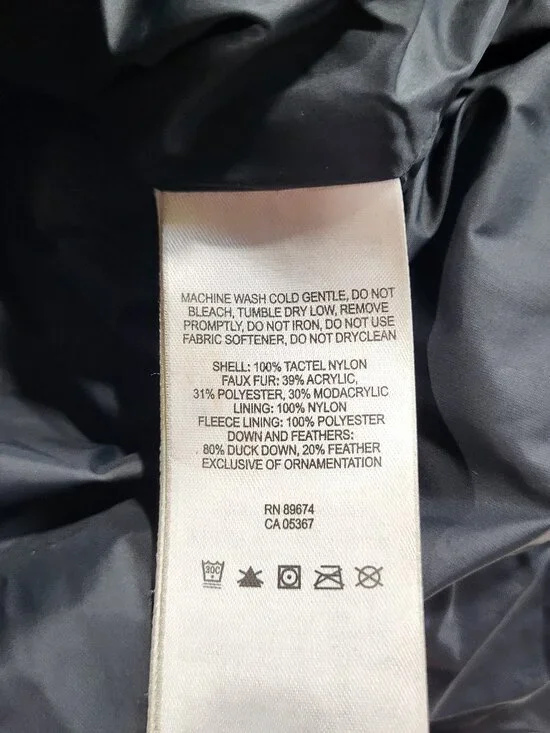 MACHINE WASH COLD GENTLE, DO NOT
BLEACH, TUMBLE DRY LOW, REMOVE
PROMPTLY, DO NOT IRON, DO NOT USE
FABRIC SOFTENER, DO NOT DRYCLEAN
SHELL: 100% TACTEL NYLON
FAUX FUR: 39% ACRYLIC,
31% POLYESTER, 30% MODACRYLIC
LINING: 100% NYLON
FLEECE LINING: 100% POLYESTER
DOWN AND FEATHERS:
80% DUCK DOWN, 20% FEATHER
EXCLUSIVE OF ORNAMENTATION
RN 89674
CA 05367
30C